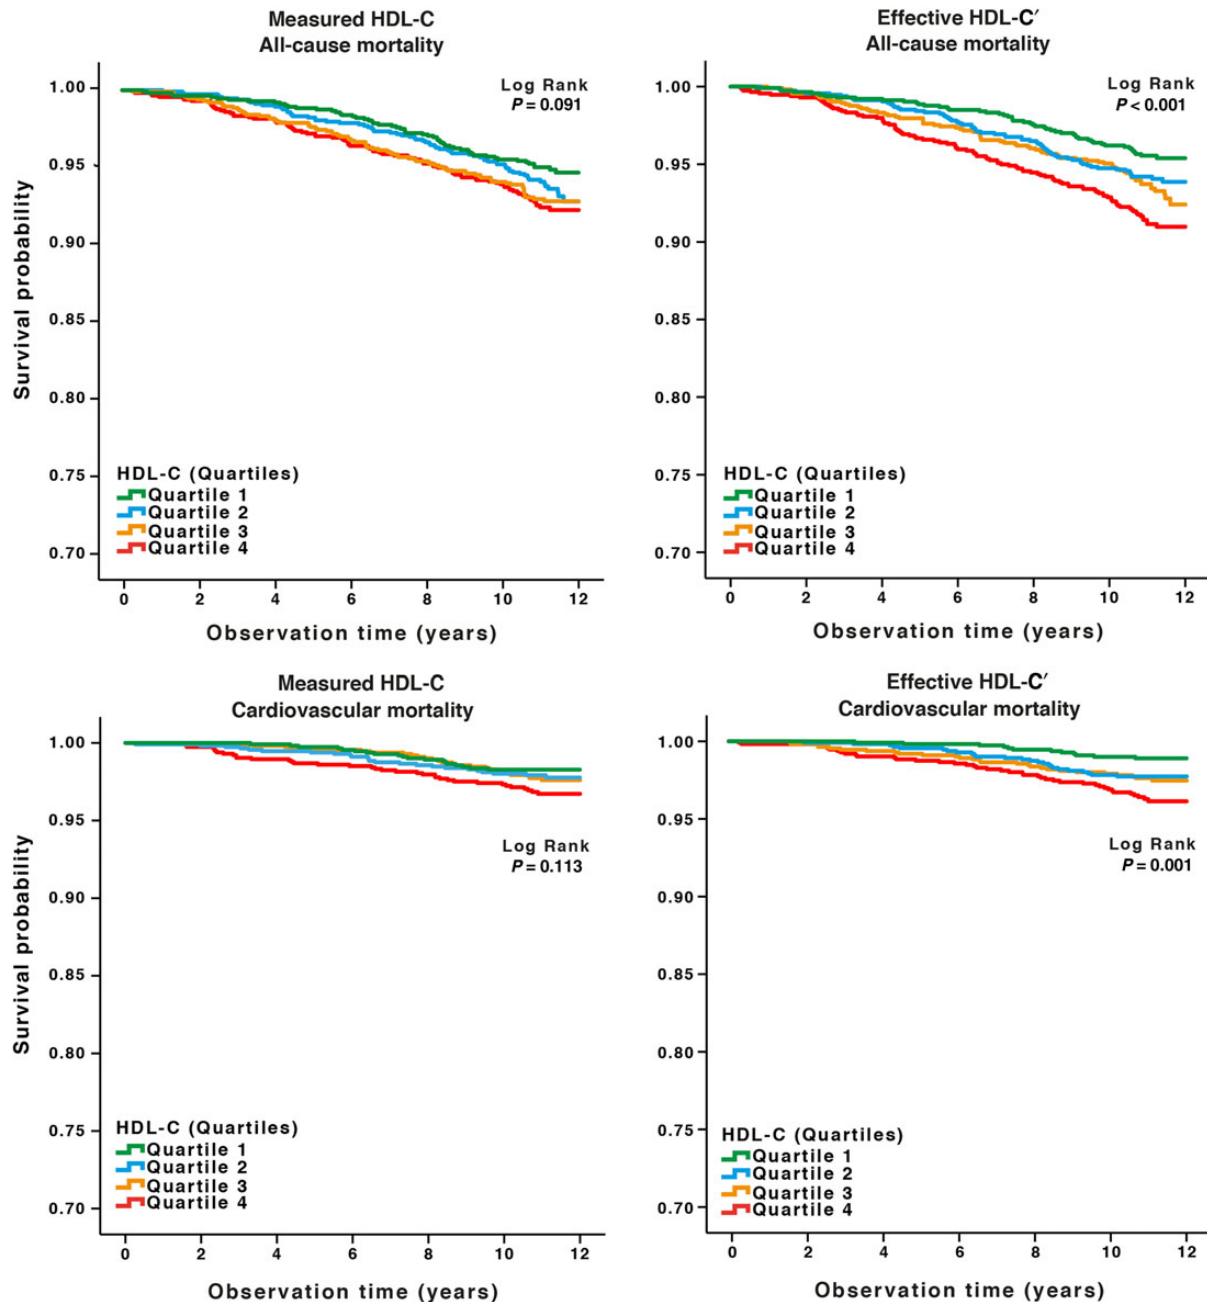 Measured HDL-C
All-cause mortality
Log Rank
P = 0.091
1.00
0.95
0.90
0.85
0.80
0.75
0.70
Survival probability
HDL-C (Quartiles)
Quartile 1
Quartile 2
Quartile 3
Quartile 4
0 2 4 6 8 10 12
Observation time (years)
Effective HDL-C′
All-cause mortality
Log Rank
P < 0.001
1.00
0.95
0.90
0.85
0.80
0.75
0.70
HDL-C (Quartiles)
Quartile 1
Quartile 2
Quartile 3
Quartile 4
0 2 4 6 8 10 12
Observation time (years)
Measured HDL-C
Cardiovascular mortality
1.00
0.95
0.90
0.85
0.80
0.75
0.70
Survival probability
Log Rank
P = 0.113
HDL-C (Quartiles)
Quartile 1
Quartile 2
Quartile 3
Quartile 4
0 2 4 6 8 10 12
Observation time (years)
Effective HDL-C′
Cardiovascular mortality
1.00
0.95
0.90
0.85
0.80
0.75
0.70
Log Rank
P = 0.001
HDL-C (Quartiles)
Quartile 1
Quartile 2
Quartile 3
Quartile 4
0 2 4 6 8 10 12
Observation time (years)